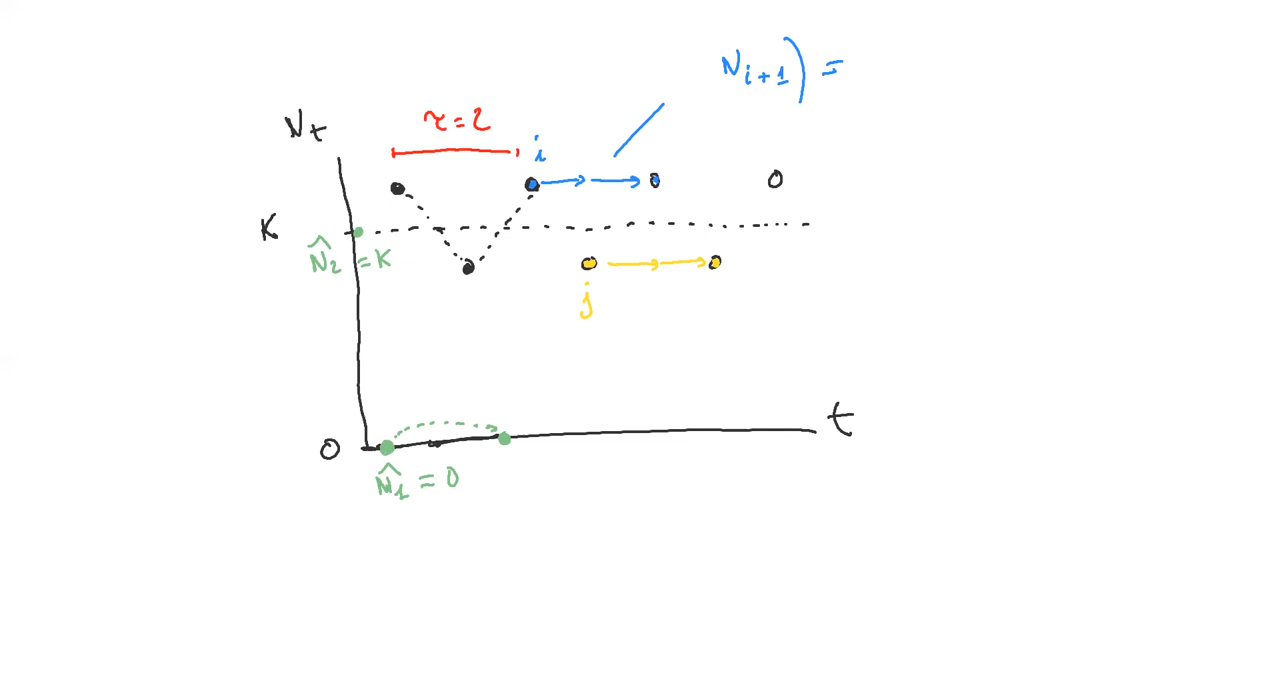 N_{i+1}) =
τ=2
N_t
i
K
N̂_2 = K
j
t
0
N̂_1 = 0